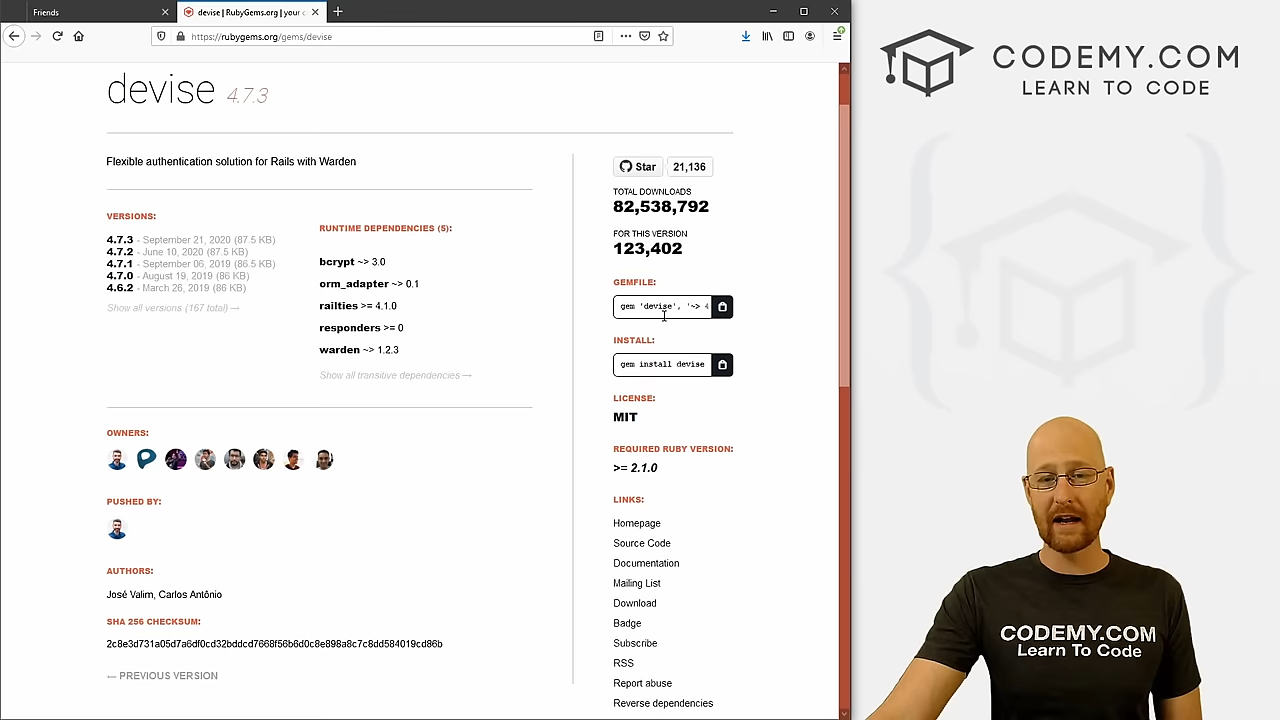 Friends
devise | RubyGems.org | your c
https://rubygems.org/gems/devise
CODEMY.COM
LEARN TO CODE
devise 4.7.3
Flexible authentication solution for Rails with Warden
VERSIONS:
4.7.3 - September 21, 2020 (87.5 KB)
4.7.2 - June 10, 2020 (87.5 KB)
4.7.1 - September 06, 2019 (86.5 KB)
4.7.0 - August 19, 2019 (86 KB)
4.6.2 - March 26, 2019 (86 KB)
Show all versions (167 total) →
RUNTIME DEPENDENCIES (5):
bcrypt ~> 3.0
orm_adapter ~> 0.1
railties >= 4.1.0
responders >= 0
warden ~> 1.2.3
Show all transitive dependencies →
OWNERS:
PUSHED BY:
AUTHORS:
José Valim, Carlos Antônio
SHA 256 CHECKSUM:
2c8e3d731a05d7a6df0cd32bddcd7668f56b6d0c8e898a8c7c8dd584019cd86b
← PREVIOUS VERSION
Star 21,136
TOTAL DOWNLOADS
82,538,792
FOR THIS VERSION
123,402
GEMFILE:
gem 'devise', '~> 4
INSTALL:
gem install devise
LICENSE:
MIT
REQUIRED RUBY VERSION:
>= 2.1.0
LINKS:
Homepage
Source Code
Documentation
Mailing List
Download
Badge
Subscribe
RSS
Report abuse
Reverse dependencies
CODEMY.COM
Learn To Code